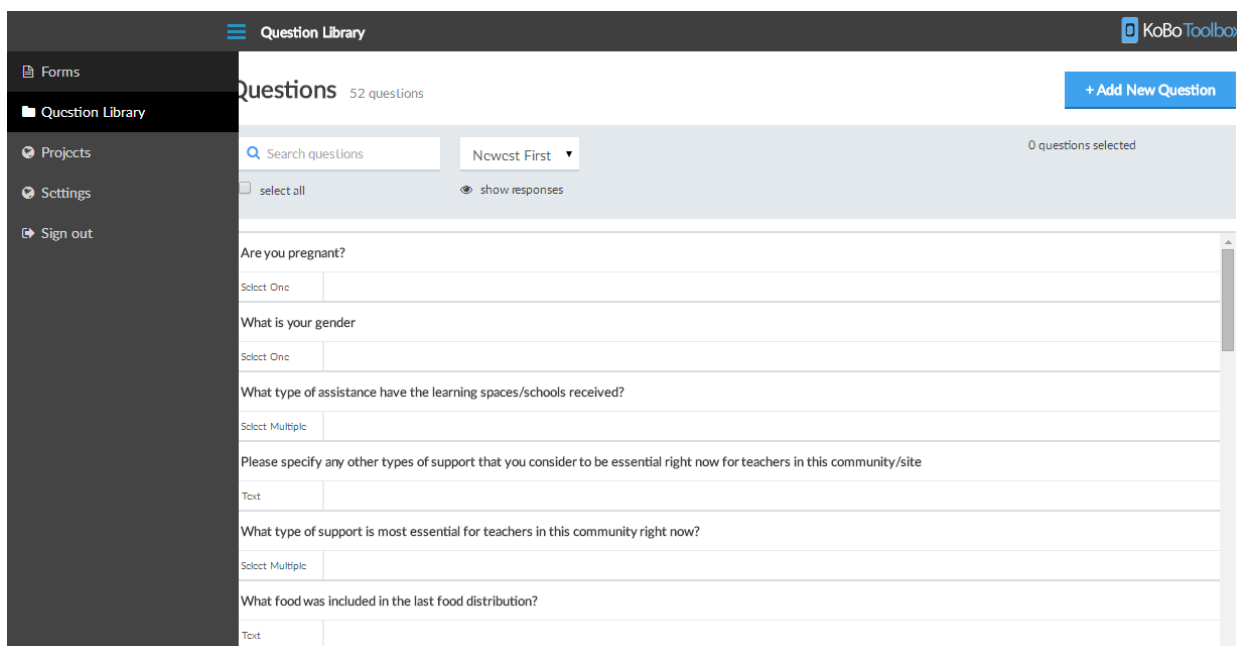 Question Library
KoBoToolbox
Forms
Question Library
Projects
Settings
Sign out
Questions 52 questions
+ Add New Question
Search questions
Newest First
0 questions selected
select all
show responses
Are you pregnant?
Select One
What is your gender
Select One
What type of assistance have the learning spaces/schools received?
Select Multiple
Please specify any other types of support that you consider to be essential right now for teachers in this community/site
Text
What type of support is most essential for teachers in this community right now?
Select Multiple
What food was included in the last food distribution?
Text